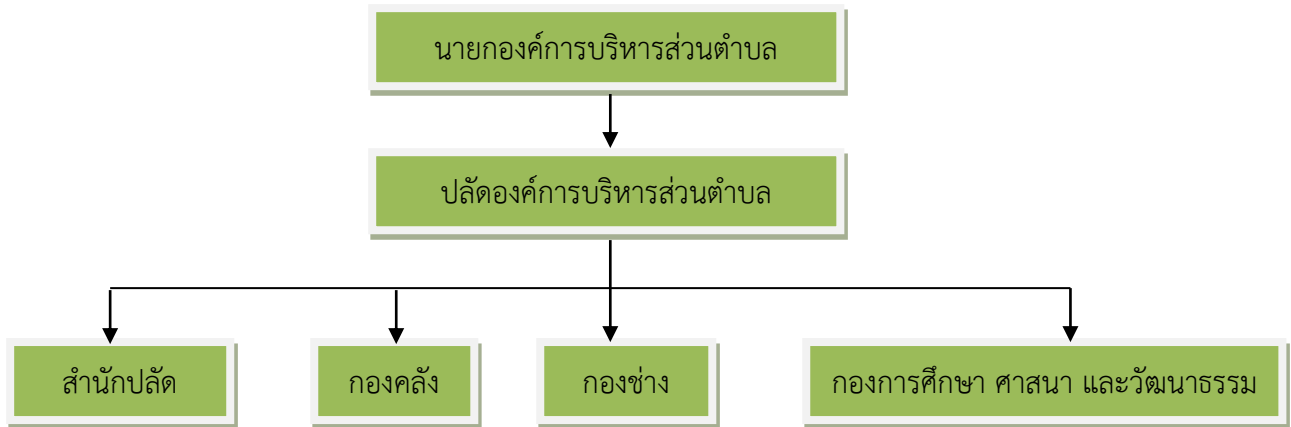 นายกองค์การบริหารส่วนตำบล
ปลัดองค์การบริหารส่วนตำบล
สำนักปลัด
กองคลัง
กองช่าง
กองการศึกษา ศาสนา และวัฒนาธรรม